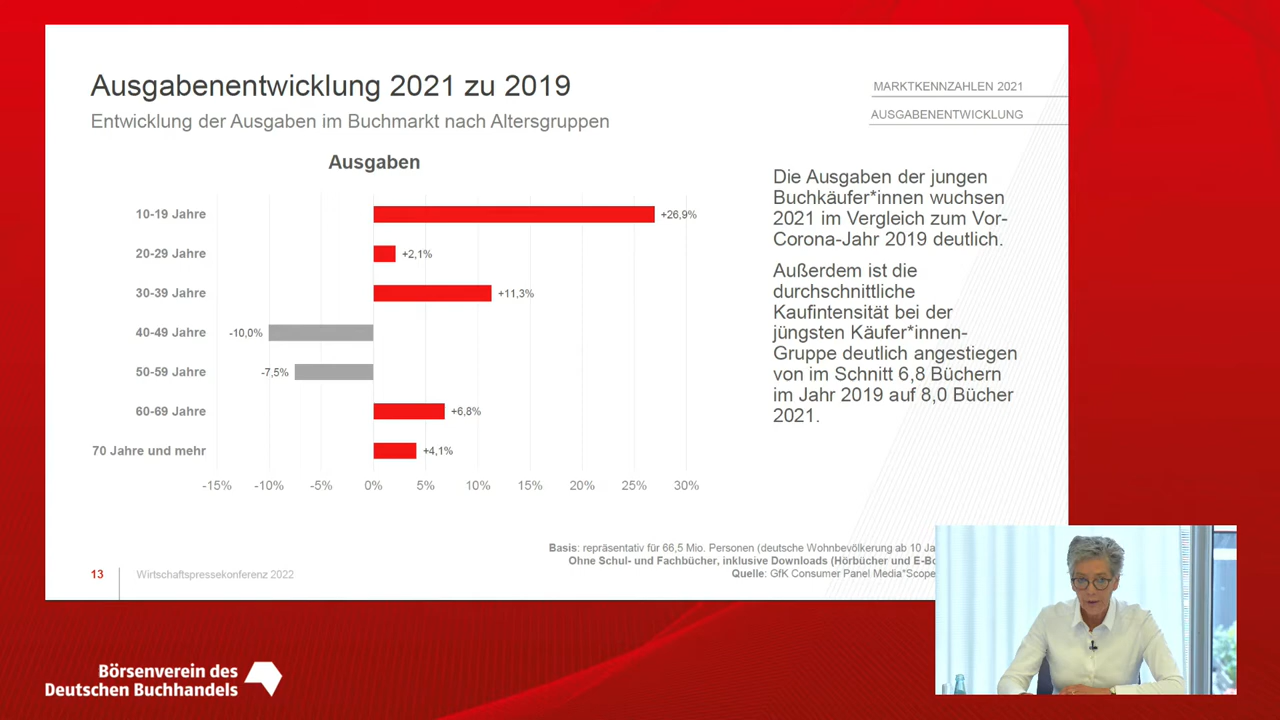 Ausgabenentwicklung 2021 zu 2019
Entwicklung der Ausgaben im Buchmarkt nach Altersgruppen
MARKTKENNZAHLEN 2021
AUSGABENENTWICKLUNG
Ausgaben
10-19 Jahre +26,9%
20-29 Jahre +2,1%
30-39 Jahre +11,3%
40-49 Jahre -10,0%
50-59 Jahre -7,5%
60-69 Jahre +6,8%
70 Jahre und mehr +4,1%
-15% -10% -5% 0% 5% 10% 15% 20% 25% 30%
Die Ausgaben der jungen
Buchkäufer*innen wuchsen
2021 im Vergleich zum Vor-
Corona-Jahr 2019 deutlich.
Außerdem ist die
durchschnittliche
Kaufintensität bei der
jüngsten Käufer*innen-
Gruppe deutlich angestiegen
von im Schnitt 6,8 Büchern
im Jahr 2019 auf 8,0 Bücher
2021.
Basis: repräsentativ für 66,5 Mio. Personen (deutsche Wohnbevölkerung ab 10
Ohne Schul- und Fachbücher, inklusive Downloads (Hörbücher und
Quelle: GfK Consumer Panel Media*Scope
13
Wirtschaftspressekonferenz 2022
Börsenverein des
Deutschen Buchhandels